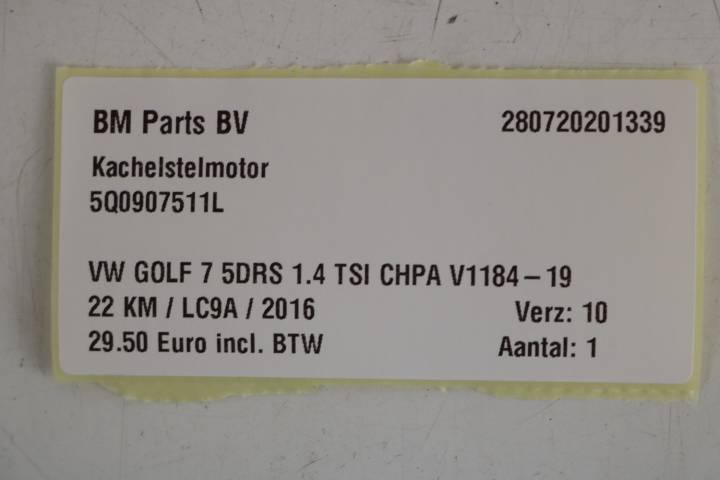 BM Parts BV 280720201339
Kachelstelmotor
5Q0907511L
VW GOLF 7 5DRS 1.4 TSI CHPA V1184-19
22 KM / LC9A / 2016 Verz: 10
29.50 Euro incl. BTW Aantal: 1